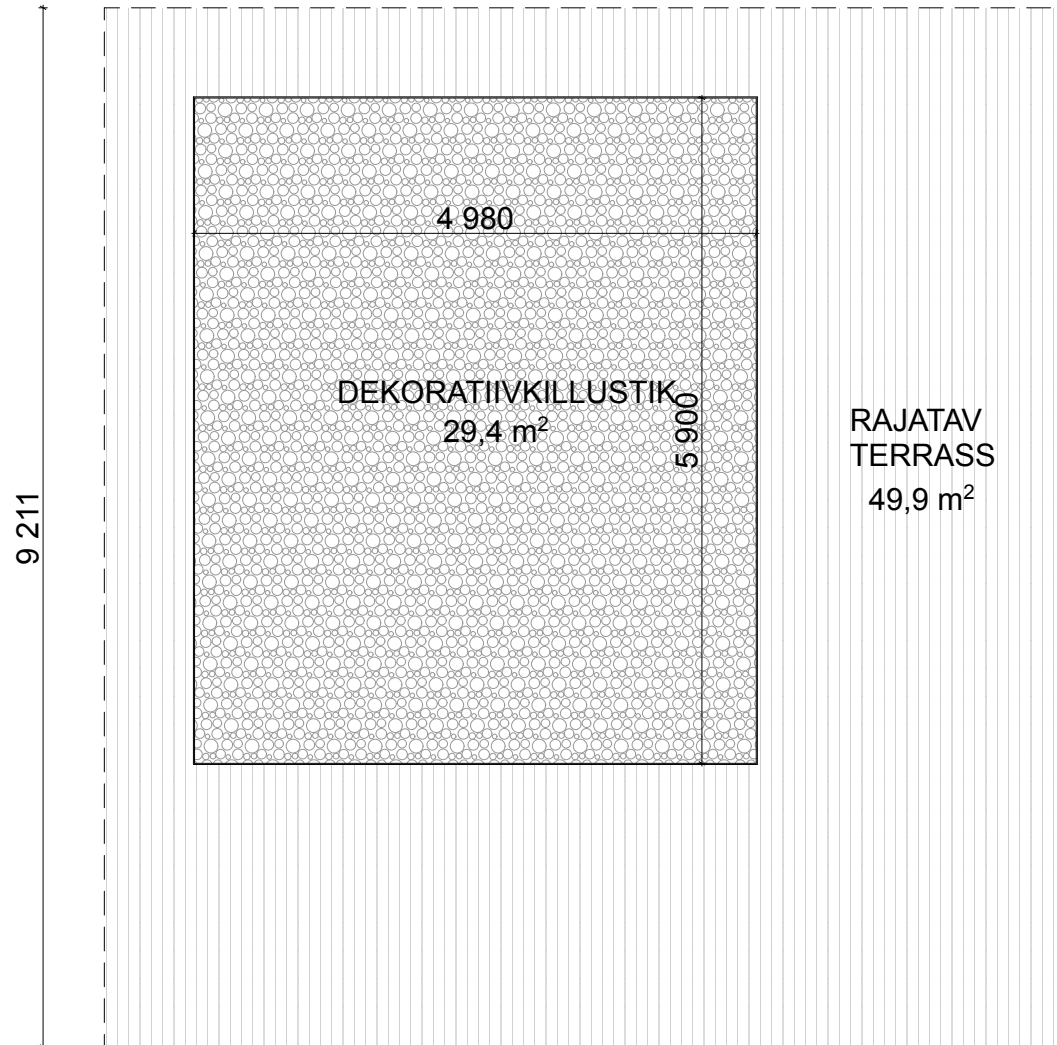 4 980
DEKORATIIVKILLUSTIK
29,4 m²
5 900
RAJATAV
TERRASS
49,9 m²
9 211